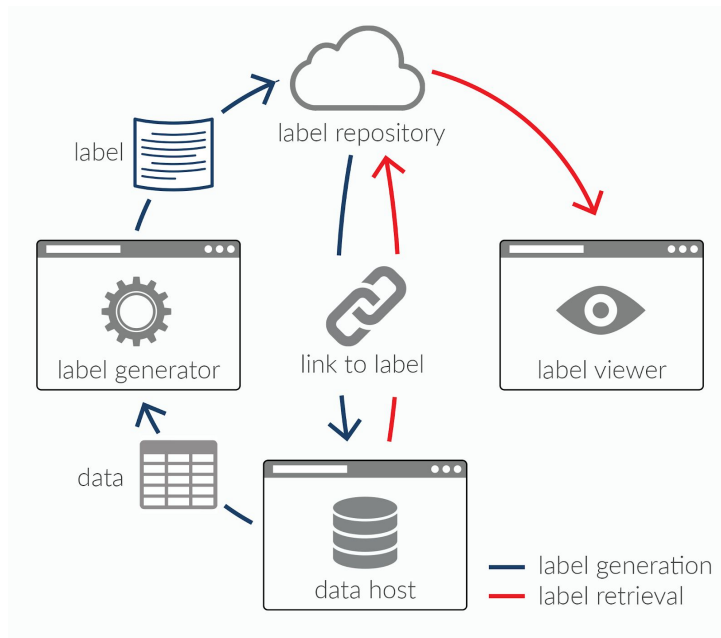 label repository
label
label generator
link to label
label viewer
data
data host
label generation
label retrieval